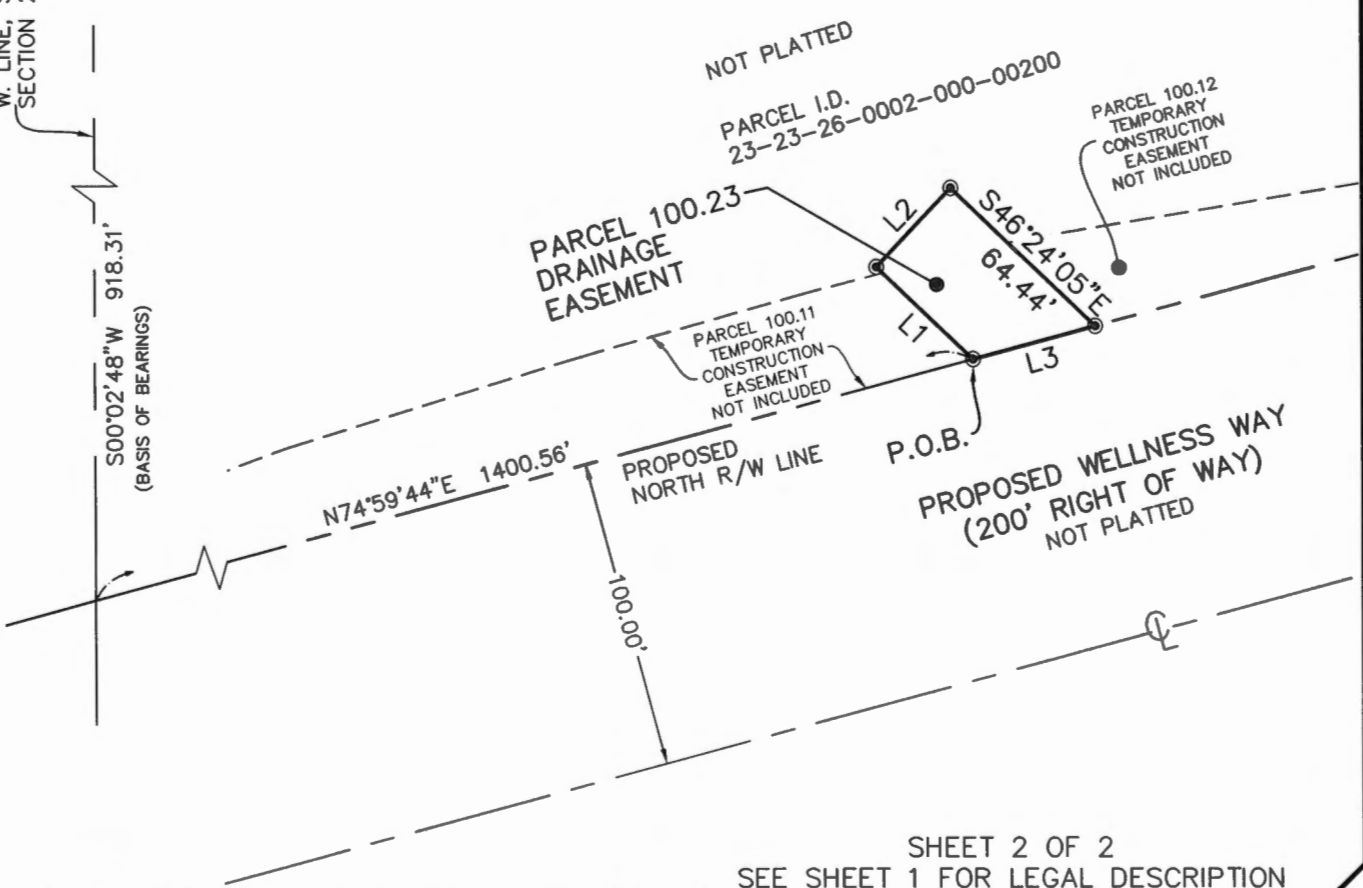 W. LINE,
SECTION
S00°02'48"W 918.31'
(BASIS OF BEARINGS)
NOT PLATTED
PARCEL I.D.
23-23-26-0002-000-00200
PARCEL 100.12
TEMPORARY
CONSTRUCTION
EASEMENT
NOT INCLUDED
PARCEL 100.23
DRAINAGE
EASEMENT
L2
S46°24'05"E
64.44'
L1
L3
PARCEL 100.11
TEMPORARY
CONSTRUCTION
EASEMENT
NOT INCLUDED
P.O.B.
N74°59'44"E 1400.56'
PROPOSED
NORTH R/W LINE
PROPOSED WELLNESS WAY
(200' RIGHT OF WAY)
NOT PLATTED
100.00'
CL
SHEET 2 OF 2
SEE SHEET 1 FOR LEGAL DESCRIPTION